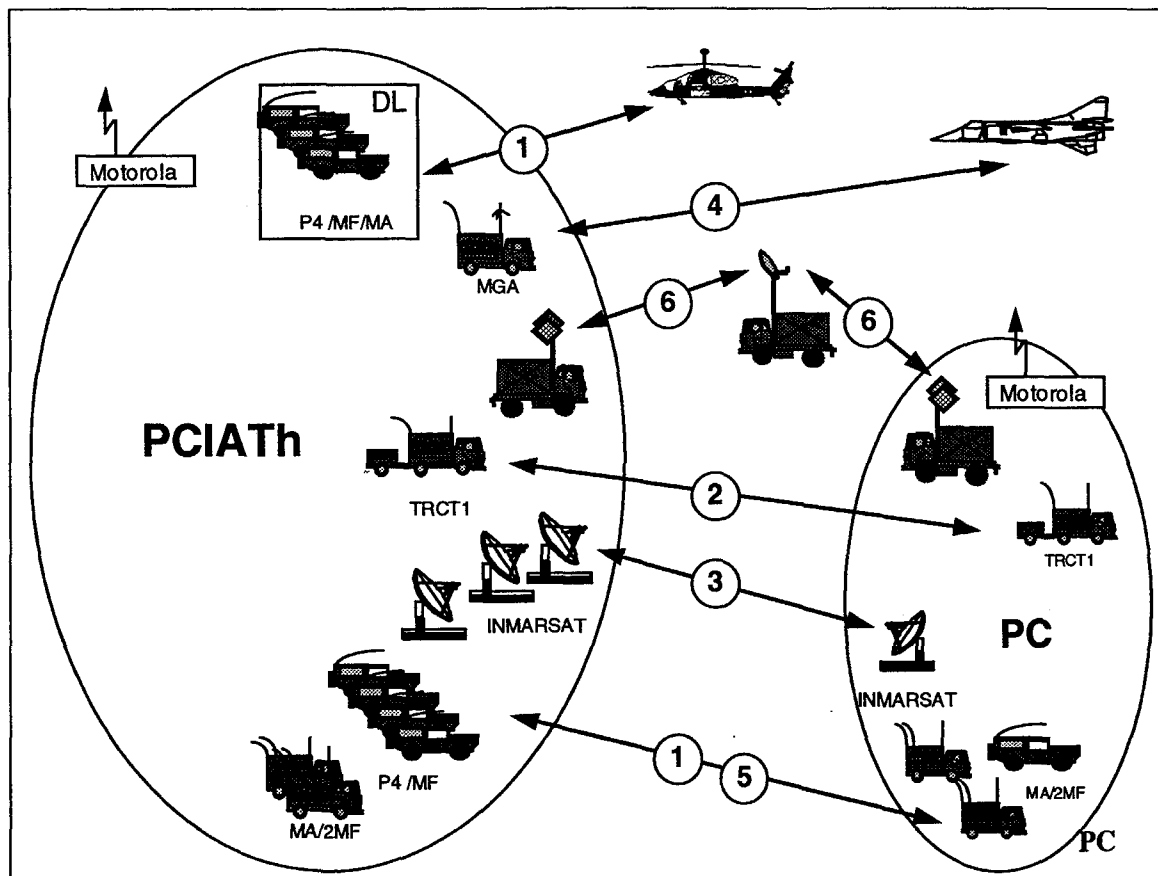 DL
1
Motorola
P4 /MF/MA
4
MGA
6
6
Motorola
PCIATh
2
TRCT1
TRCT1
3
INMARSAT
PC
INMARSAT
1
5
P4 /MF
MA/2MF
MA/2MF
PC